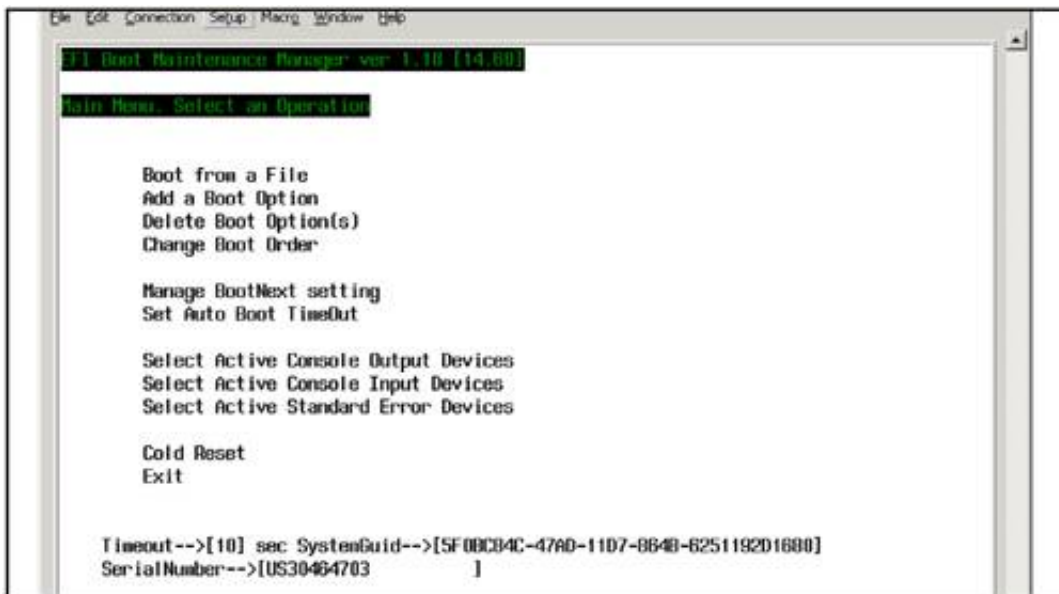 File Edit Connection Setup Macro Window Help
EFI Boot Maintenance Manager ver 1.10 [14.60]
Main Menu. Select an Operation
Boot from a File
Add a Boot Option
Delete Boot Option(s)
Change Boot Order
Manage BootNext setting
Set Auto Boot TimeOut
Select Active Console Output Devices
Select Active Console Input Devices
Select Active Standard Error Devices
Cold Reset
Exit
Timeout-->[10] sec SystemGuid-->[5F0BC84C-47AD-11D7-864B-6251192D1680]
SerialNumber-->[US30464703 ]